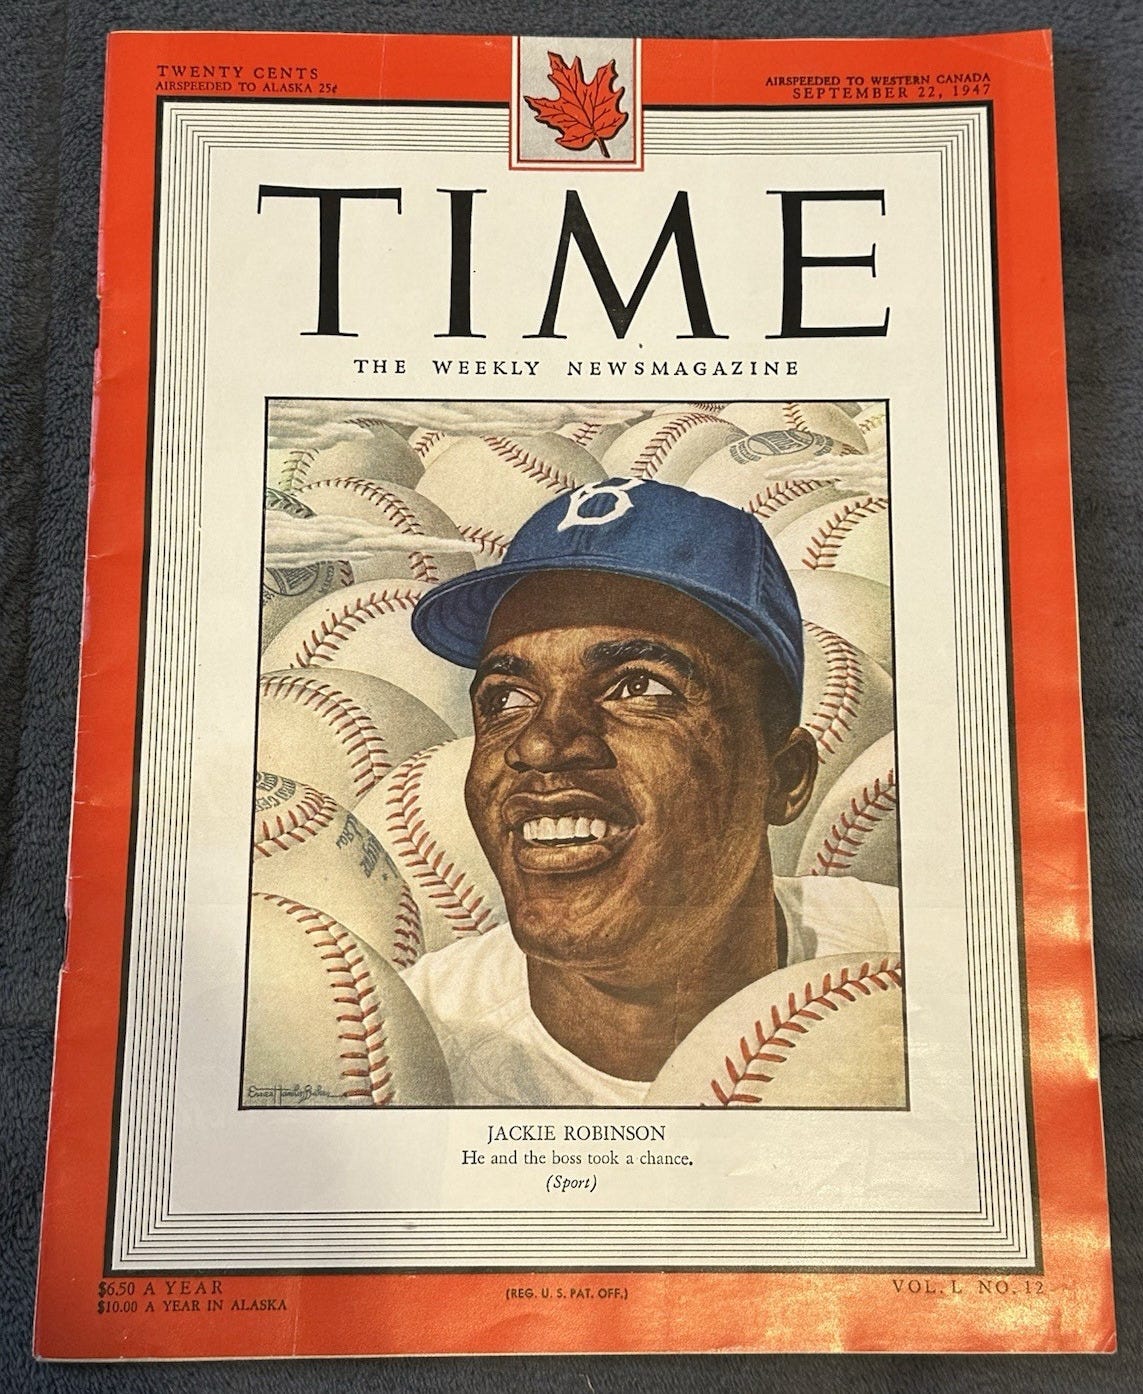 TWENTY CENTS
AIRSPEEDED TO ALASKA 25¢
AIRSPEEDED TO WESTERN CANADA
SEPTEMBER 22, 1947
TIME
THE WEEKLY NEWSMAGAZINE
B
JACKIE ROBINSON
He and the boss took a chance.
(Sport)
$6.50 A YEAR
$10.00 A YEAR IN ALASKA
(REG. U. S. PAT. OFF.)
VOL. L NO. 12